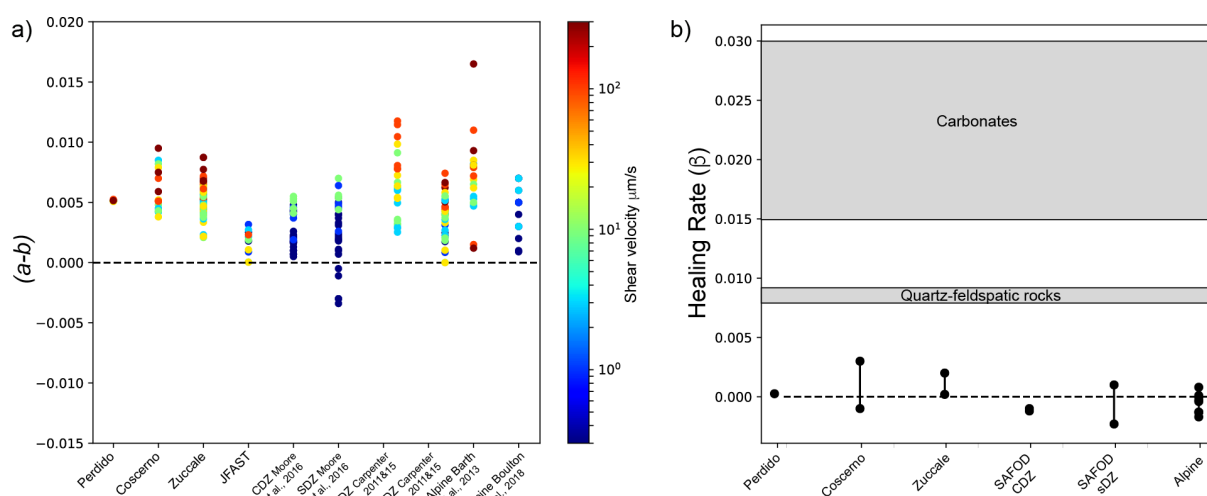 a)
0.020
0.015
0.010
0.005
0.000
−0.005
−0.010
−0.015
(a-b)
Perdido
Coscerno
Zuccale
JFAST
CDZ Moore
al., 2016
SDZ Moore
al., 2016
DZ Carpenter
2011&15
DZ Carpenter
2011&15
Alpine Barth
al., 2013
pine Boulton
al., 2018
10²
10¹
10⁰
Shear velocity μm/s
b)
0.030
0.025
0.020
0.015
0.010
0.005
0.000
Healing Rate (β)
Carbonates
Quartz-feldspatic rocks
Perdido
Coscerno
Zuccale
SAFOD
CDZ
SAFOD
sDZ
Alpine